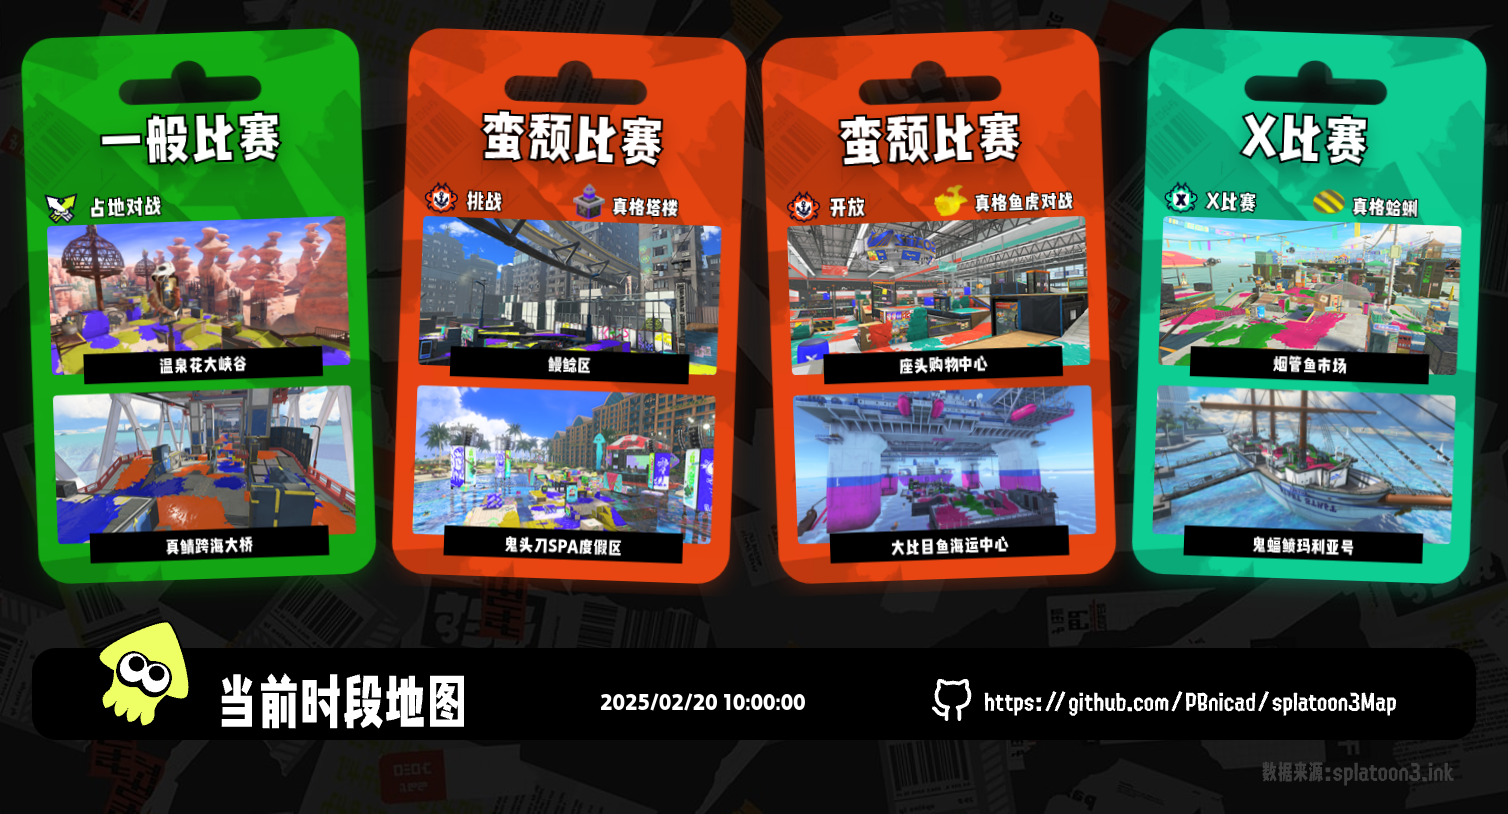 一般比赛
占地对战
温泉花大峡谷
真鲭跨海大桥
蛮颓比赛
挑战
真格塔楼
鳗鲶区
鬼头刀SPA度假区
蛮颓比赛
开放
真格鱼虎对战
座头购物中心
大比目鱼海运中心
X比赛
X比赛
真格蛤蜊
烟管鱼市场
鬼蝠鲼玛利亚号
当前时段地图
2025/02/20 10:00:00
https://github.com/PBnicad/splatoon3Map
数据来源:splatoon3.ink